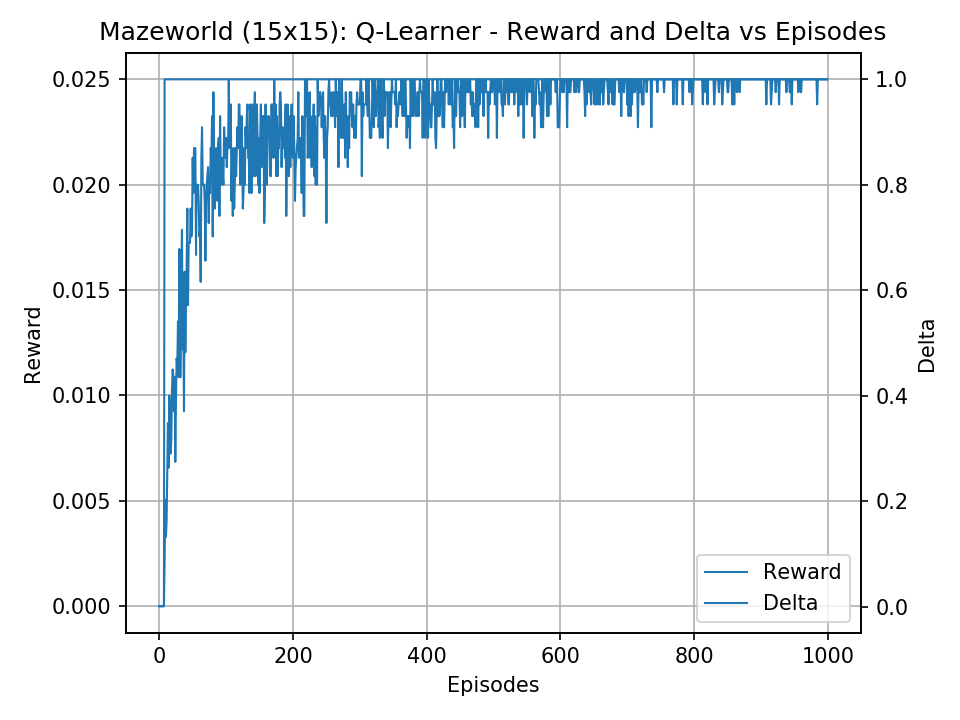 Mazeworld (15x15): Q-Learner - Reward and Delta vs Episodes
0.025
0.020
0.015
0.010
0.005
0.000
Reward
1.0
0.8
0.6
0.4
0.2
0.0
Delta
Reward
Delta
0 200 400 600 800 1000
Episodes